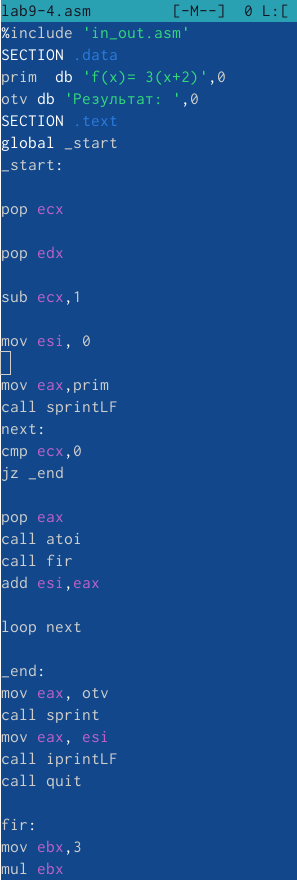 lab9-4.asm [-M--] 0 L:[
%include 'in_out.asm'
SECTION .data
prim db 'f(x)= 3(x+2)',0
otv db 'Результат: ',0
SECTION .text
global _start
_start:
pop ecx
pop edx
sub ecx,1
mov esi, 0
mov eax,prim
call sprintLF
next:
cmp ecx,0
jz _end
pop eax
call atoi
call fir
add esi,eax
loop next
_end:
mov eax, otv
call sprint
mov eax, esi
call iprintLF
call quit
fir:
mov ebx,3
mul ebx